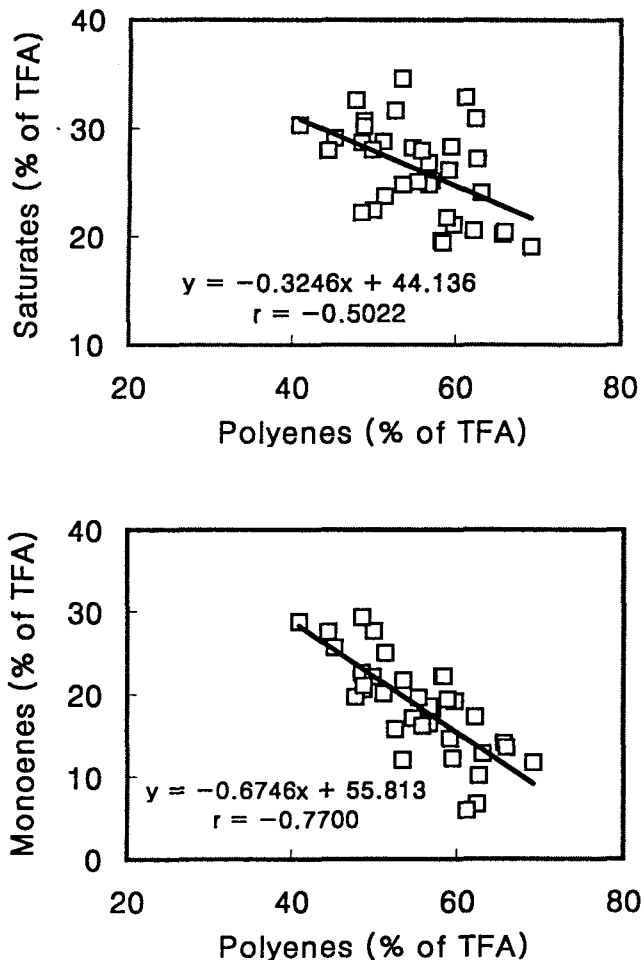 40
30
20
10
Saturates (% of TFA)
y = −0.3246x + 44.136
r = −0.5022
20 40 60 80
Polyenes (% of TFA)
40
30
20
10
0
Monoenes (% of TFA)
y = −0.6746x + 55.813
r = −0.7700
20 40 60 80
Polyenes (% of TFA)